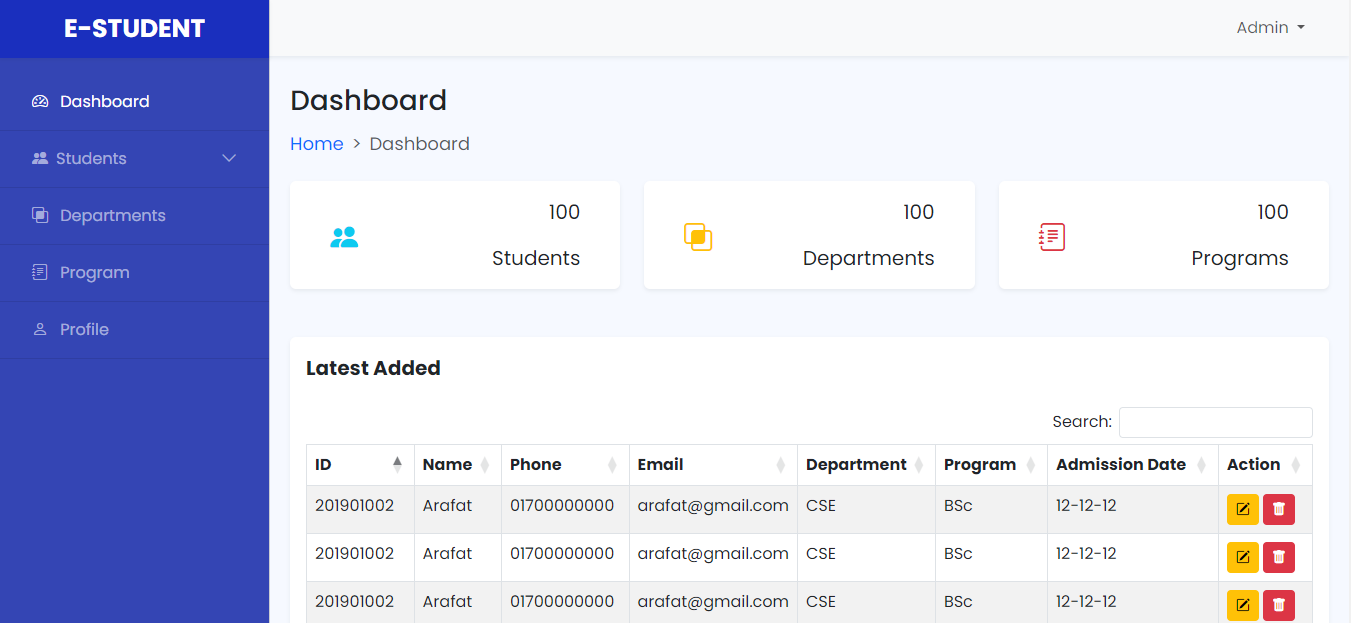 E-STUDENT
Admin
Dashboard
Students
Departments
Program
Profile
Dashboard
Home > Dashboard
100
Students
100
Departments
100
Programs
Latest Added
Search:
ID Name Phone Email Department Program Admission Date Action
201901002 Arafat 01700000000 arafat@gmail.com CSE BSc 12-12-12
201901002 Arafat 01700000000 arafat@gmail.com CSE BSc 12-12-12
201901002 Arafat 01700000000 arafat@gmail.com CSE BSc 12-12-12